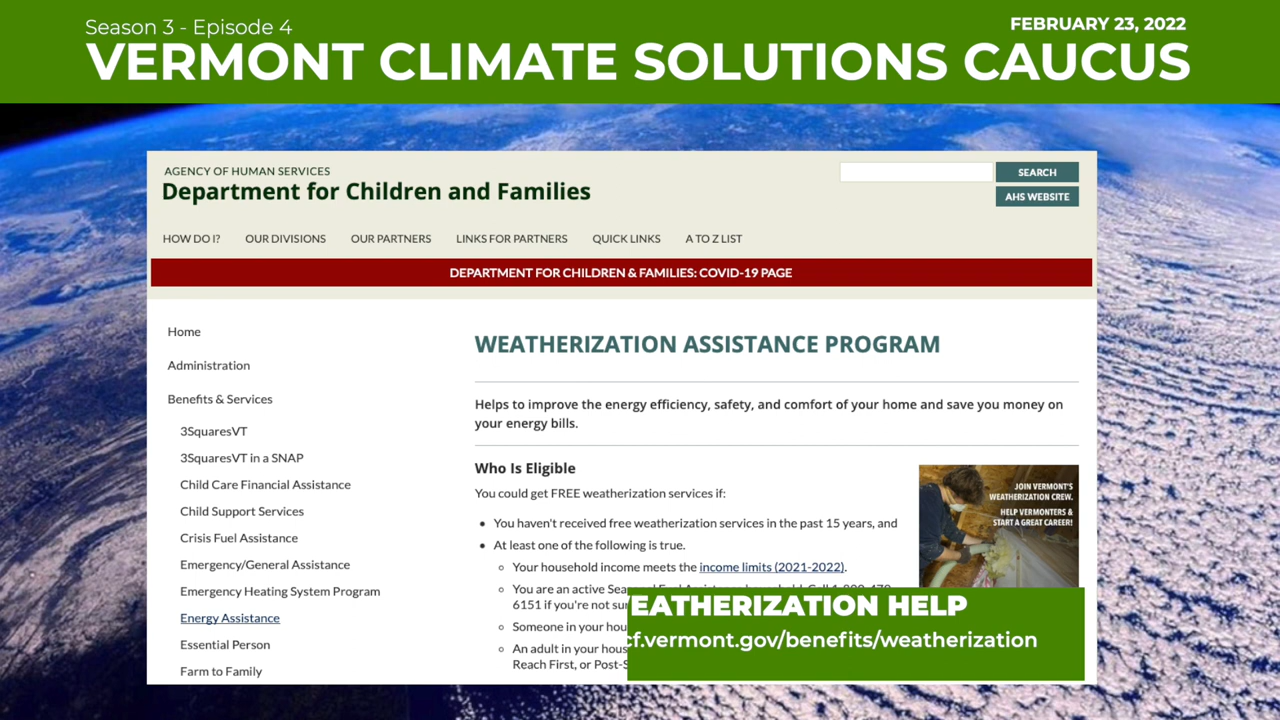 Season 3 - Episode 4
FEBRUARY 23, 2022
VERMONT CLIMATE SOLUTIONS CAUCUS
AGENCY OF HUMAN SERVICES
Department for Children and Families
SEARCH
AHS WEBSITE
HOW DO I? OUR DIVISIONS OUR PARTNERS LINKS FOR PARTNERS QUICK LINKS A TO Z LIST
DEPARTMENT FOR CHILDREN & FAMILIES: COVID-19 PAGE
Home
Administration
Benefits & Services
3SquaresVT
3SquaresVT in a SNAP
Child Care Financial Assistance
Child Support Services
Crisis Fuel Assistance
Emergency/General Assistance
Emergency Heating System Program
Energy Assistance
Essential Person
Farm to Family
WEATHERIZATION ASSISTANCE PROGRAM
Helps to improve the energy efficiency, safety, and comfort of your home and save you money on
your energy bills.
Who Is Eligible
You could get FREE weatherization services if:
• You haven't received free weatherization services in the past 15 years, and
• At least one of the following is true.
○ Your household income meets the income limits (2021-2022).
○ You are an active
6151 if you're not
○ Someone in your
○ An adult in your
Reach First, or
JOIN VERMONT'S
WEATHERIZATION CREW.
HELP VERMONTERS &
START A GREAT CAREER!
EATHERIZATION HELP
cf.vermont.gov/benefits/weatherization